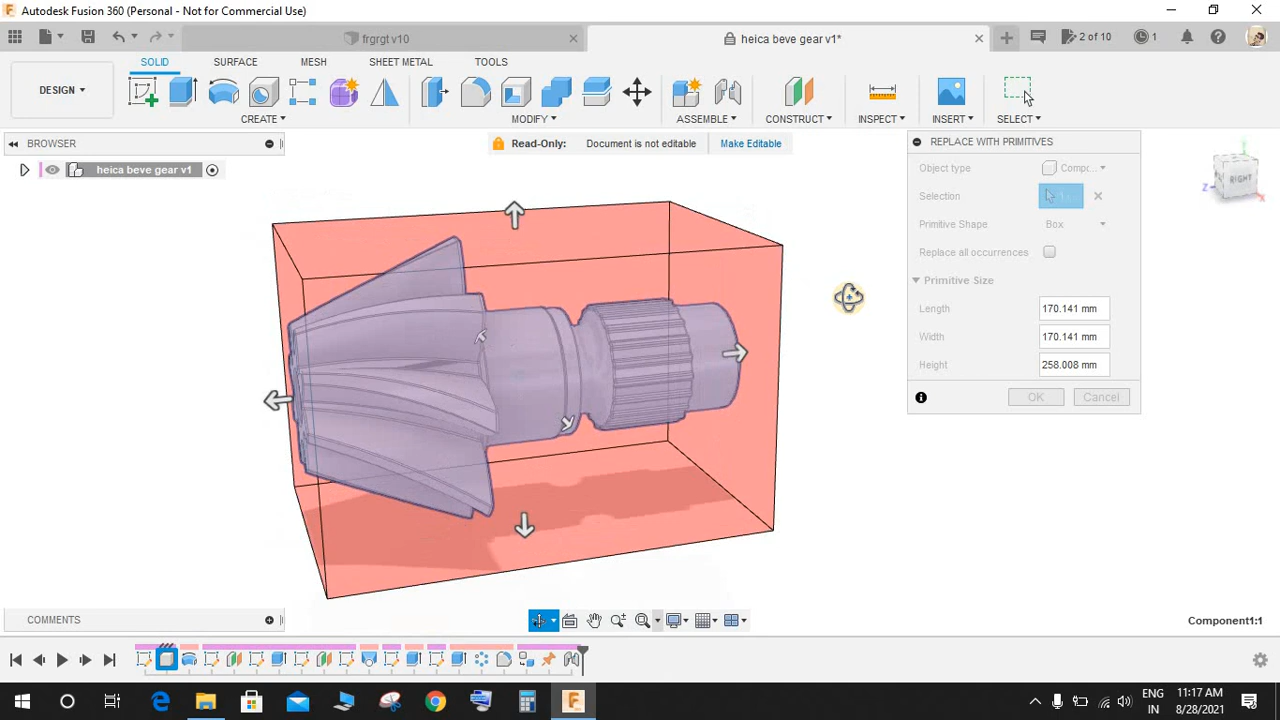 Autodesk Fusion 360 (Personal - Not for Commercial Use)
frgrgt v10
heica beve gear v1*
2 of 10
1
SOLID SURFACE MESH SHEET METAL TOOLS
DESIGN
CREATE MODIFY ASSEMBLE CONSTRUCT INSPECT INSERT SELECT
BROWSER
Read-Only: Document is not editable Make Editable
heica beve gear v1
REPLACE WITH PRIMITIVES
Object type Compo...
Selection
Primitive Shape Box
Replace all occurrences
Primitive Size
Length 170.141 mm
Width 170.141 mm
Height 258.008 mm
OK Cancel
Z
RIGHT
X
COMMENTS
Component1:1
ENG 11:17 AM
IN 8/28/2021